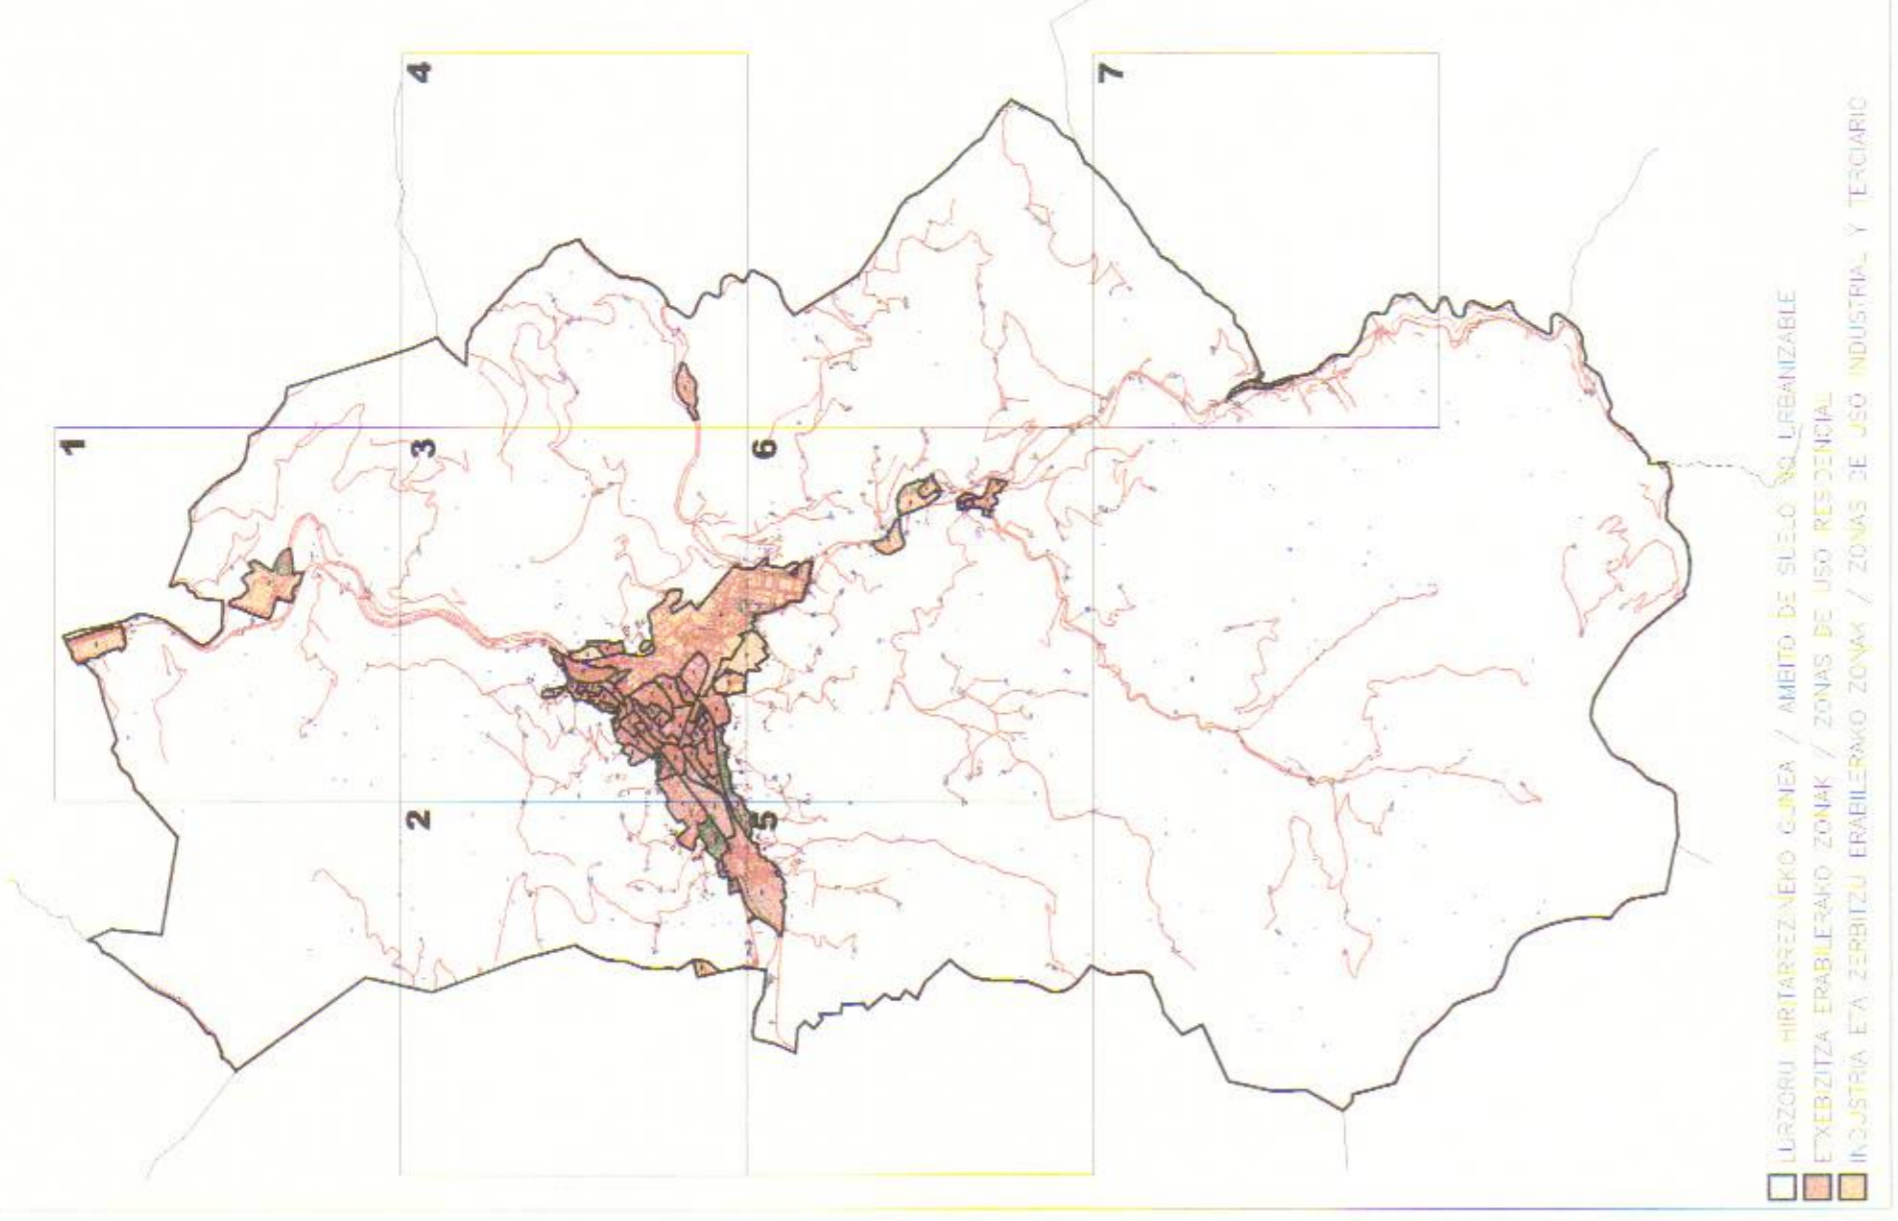 4
7
1
3
6
2
5
LURZORU HIRITARREZINEKO GUNEA / AMBITO DE SUELO NO URBANIZABLE
ETXEBIZITZA ERABILERAKO ZONAK / ZONAS DE USO RESIDENCIAL
INDUSTRIA ETA ZERBITZU ERABILERAKO ZONAK / ZONAS DE USO INDUSTRIAL Y TERCIARIO